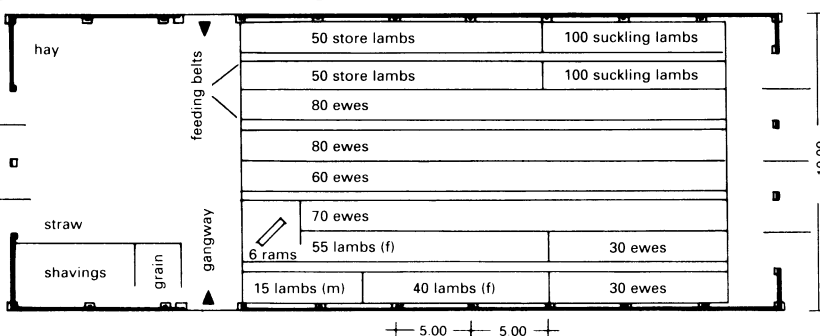 hay
50 store lambs
100 suckling lambs
feeding belts
50 store lambs
100 suckling lambs
80 ewes
80 ewes
60 ewes
gangway
straw
70 ewes
6 rams
55 lambs (f)
30 ewes
shavings
grain
15 lambs (m)
40 lambs (f)
30 ewes
5.00
5 00